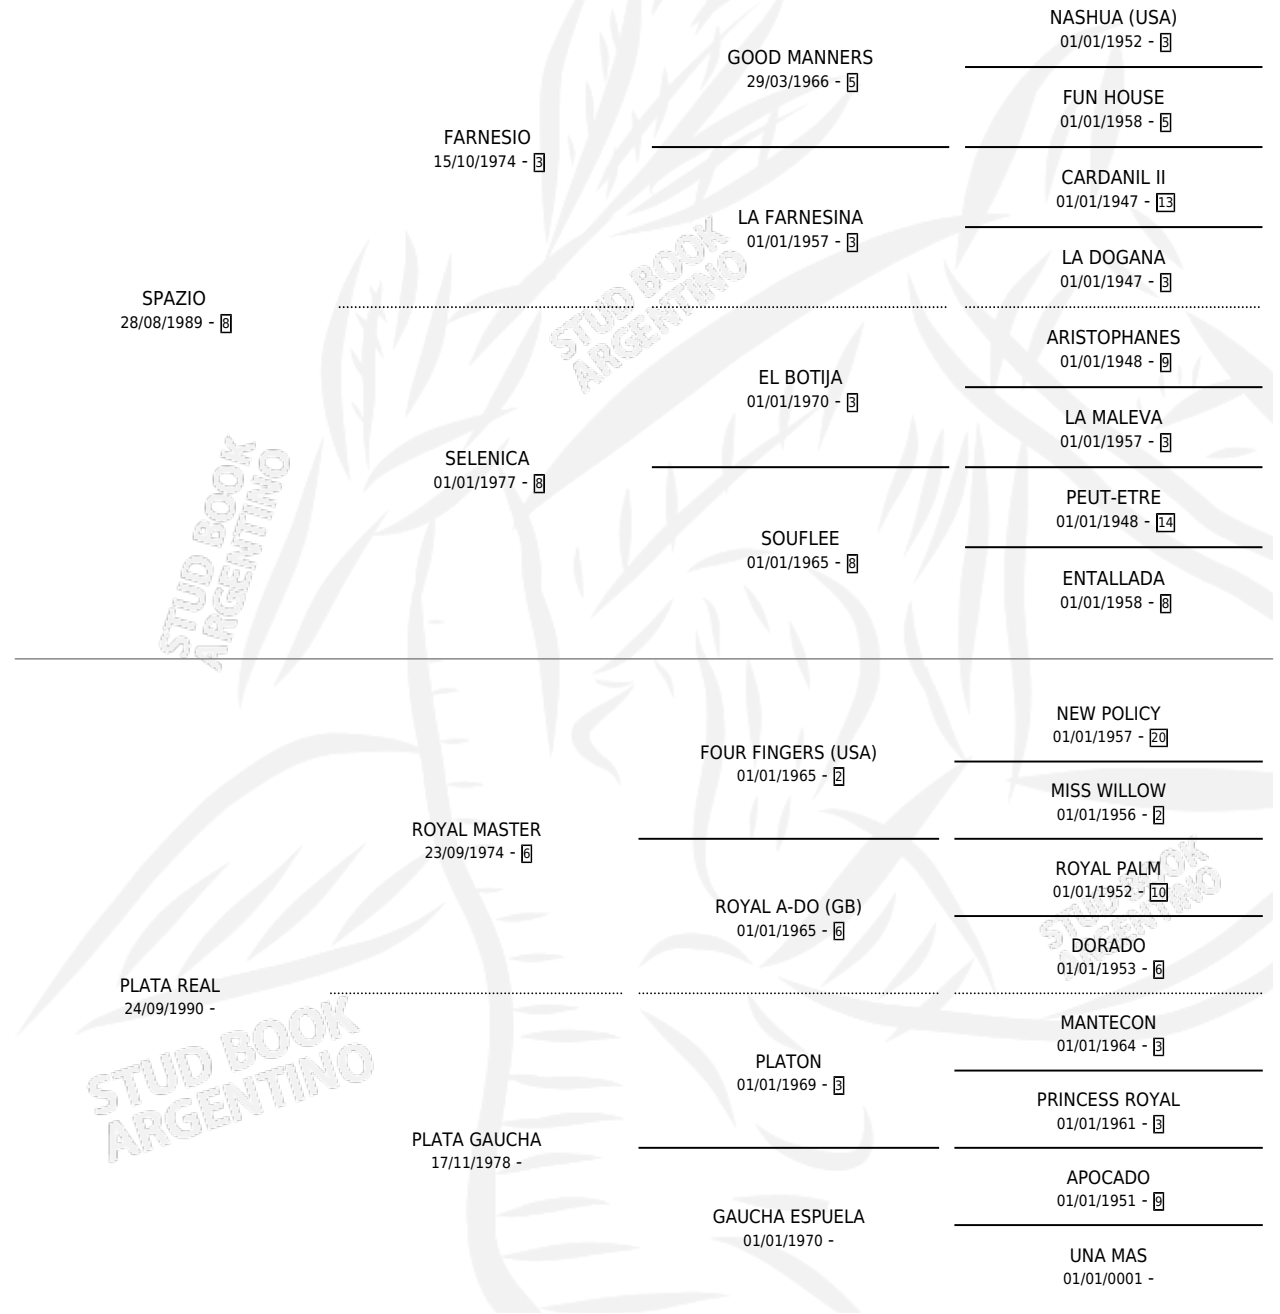 NASHUA (USA)
01/01/1952 - 3
GOOD MANNERS
29/03/1966 - 5
FUN HOUSE
01/01/1958 - 5
FARNESIO
15/10/1974 - 3
CARDANIL II
01/01/1947 - 13
LA FARNESINA
01/01/1957 - 3
LA DOGANA
01/01/1947 - 3
SPAZIO
28/08/1989 - 8
STUD BOOK
ARGENTINO
ARISTOPHANES
01/01/1948 - 9
EL BOTIJA
01/01/1970 - 3
LA MALEVA
01/01/1957 - 3
SELENICA
01/01/1977 - 8
PEUT-ETRE
01/01/1948 - 14
SOUFLEE
01/01/1965 - 8
ENTALLADA
01/01/1958 - 8
STUD BOOK
ARGENTINO
NEW POLICY
01/01/1957 - 20
FOUR FINGERS (USA)
01/01/1965 - 2
MISS WILLOW
01/01/1956 - 2
ROYAL MASTER
23/09/1974 - 6
ROYAL PALM
01/01/1952 - 10
ROYAL A-DO (GB)
01/01/1965 - 6
DORADO
01/01/1953 - 6
STUD BOOK
ARGENTINO
PLATA REAL
24/09/1990 -
MANTECON
01/01/1964 - 3
PLATON
01/01/1969 - 3
PRINCESS ROYAL
01/01/1961 - 3
STUD BOOK
ARGENTINO
PLATA GAUCHA
17/11/1978 -
APOCADO
01/01/1951 - 9
GAUCHA ESPUELA
01/01/1970 -
UNA MAS
01/01/0001 -